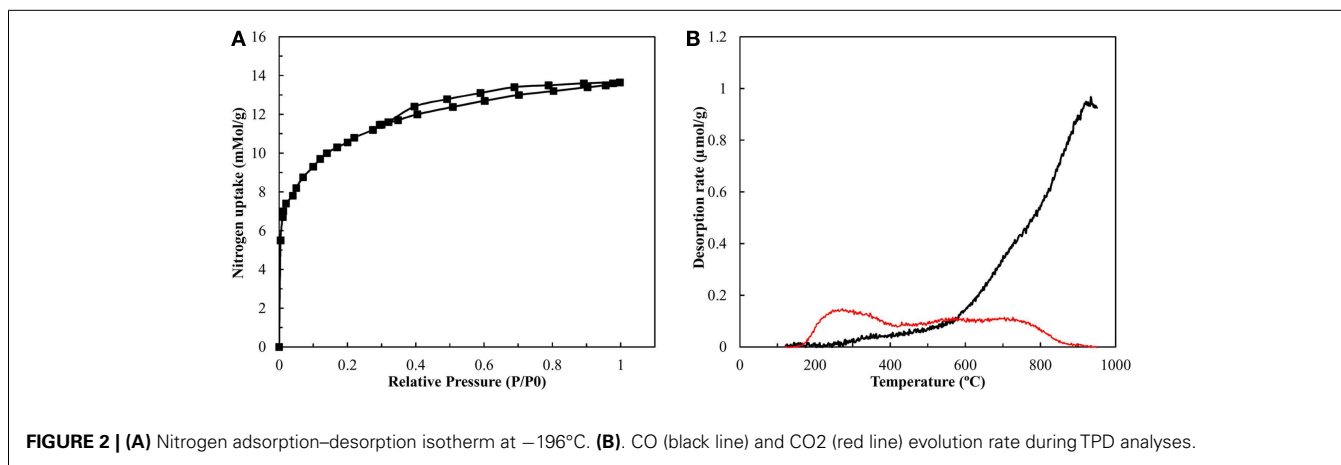 A
16
14
12
10
8
6
4
2
0
Nitrogen uptake (mMol/g)
0 0.2 0.4 0.6 0.8 1
Relative Pressure (P/P0)
B
1.2
1
0.8
0.6
0.4
0.2
0
Desorption rate (µmol/g)
0 200 400 600 800 1000
Temperature (ºC)
FIGURE 2 | (A) Nitrogen adsorption–desorption isotherm at −196°C. (B). CO (black line) and CO2 (red line) evolution rate during TPD analyses.